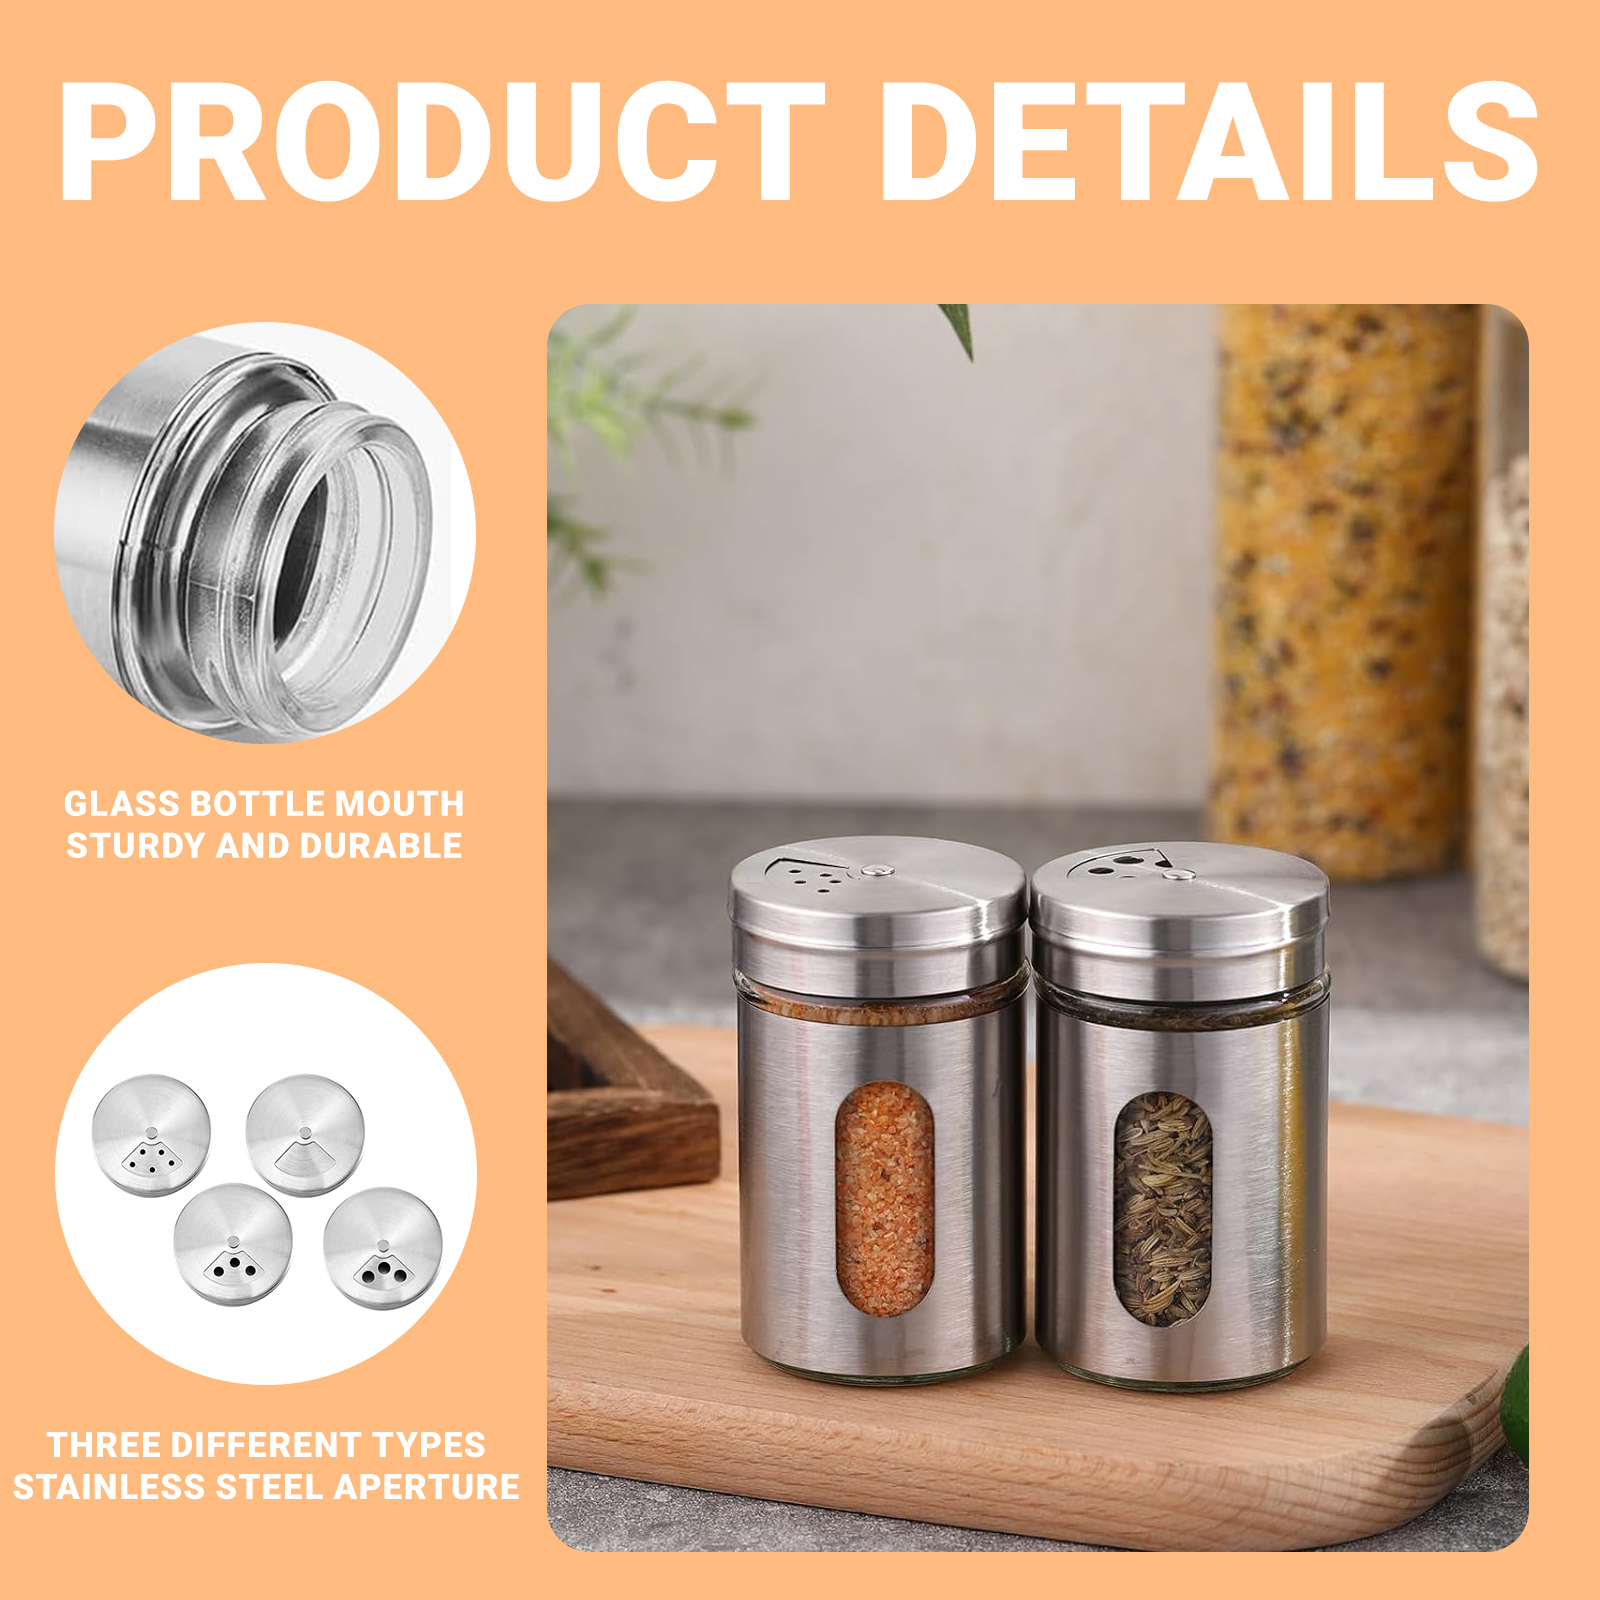 PRODUCT DETAILS
GLASS BOTTLE MOUTH
STURDY AND DURABLE
THREE DIFFERENT TYPES
STAINLESS STEEL APERTURE